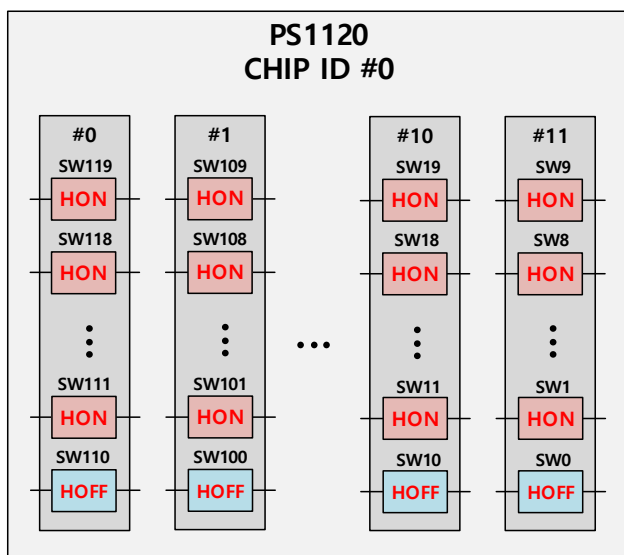 PS1120
CHIP ID #0
#0 #1 #10 #11
SW119 SW109 SW19 SW9
HON HON HON HON
SW118 SW108 SW18 SW8
HON HON HON HON
SW111 SW101 SW11 SW1
HON HON HON HON
SW110 SW100 SW10 SW0
HOFF HOFF HOFF HOFF